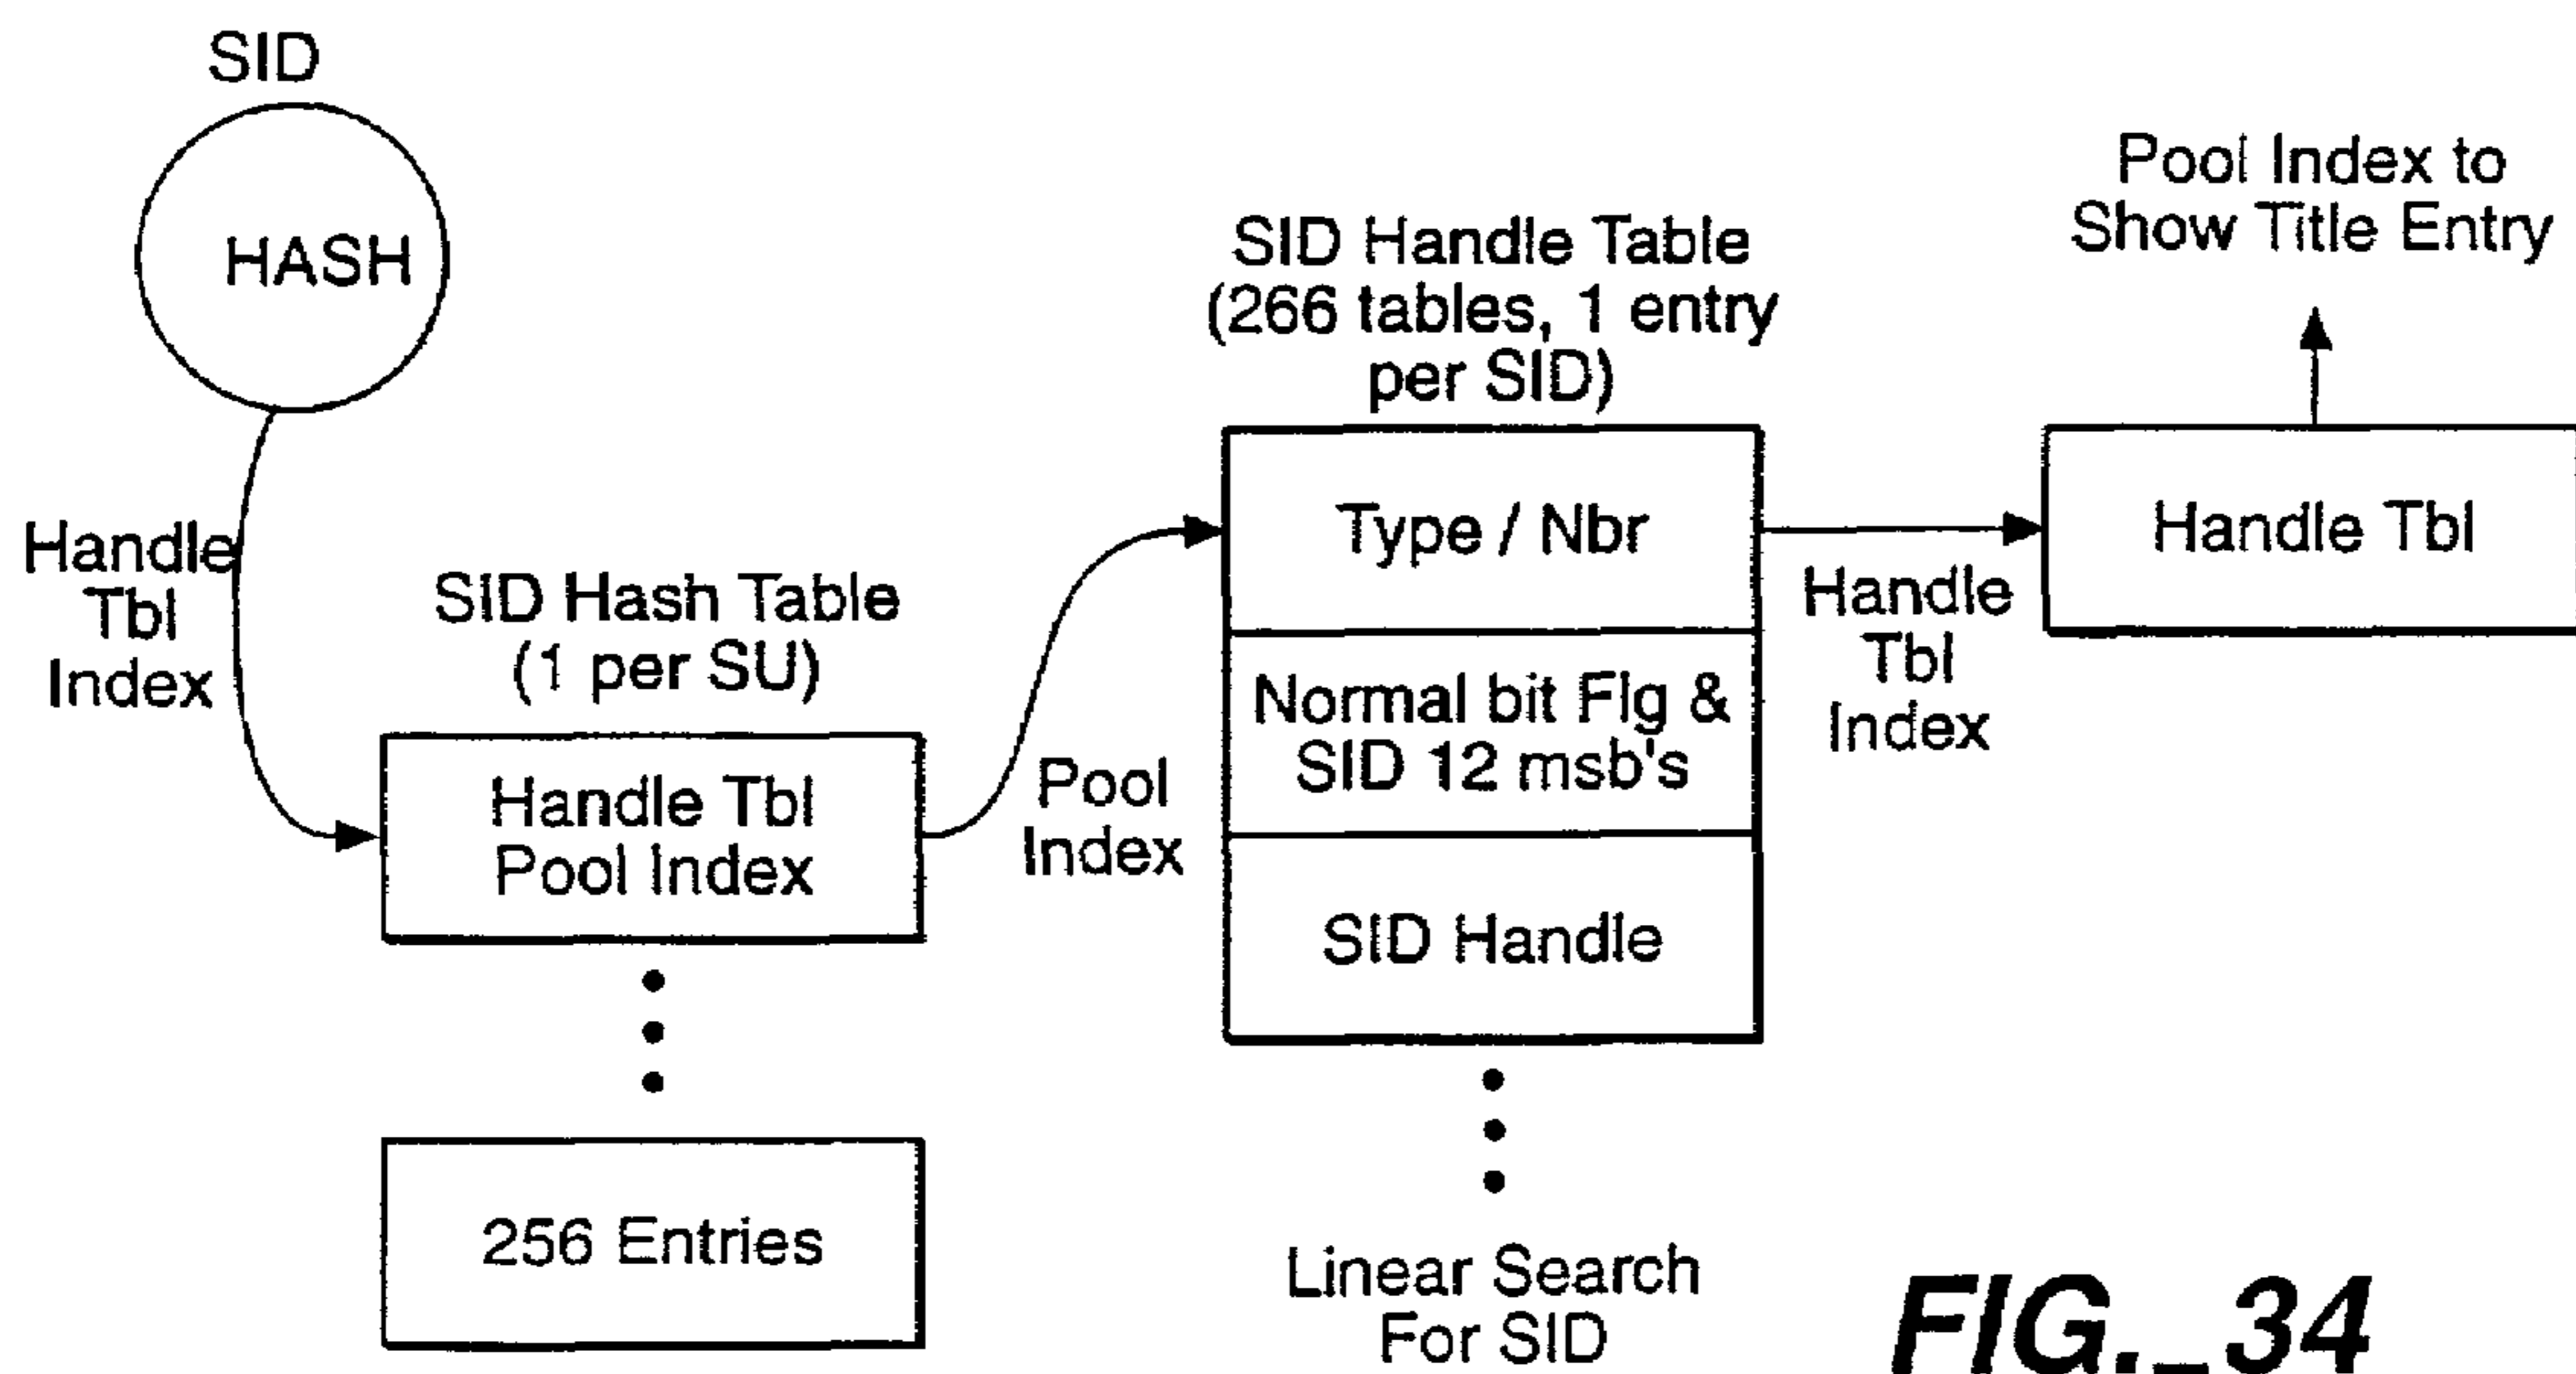 SID
HASH
Handle
Tbl
Index
SID Hash Table
(1 per SU)
Handle Tbl
Pool Index
256 Entries
Pool
Index
SID Handle Table
(266 tables, 1 entry
per SID)
Type / Nbr
Normal bit Flg &
SID 12 msb's
SID Handle
Linear Search
For SID
Handle
Tbl
Index
Pool Index to
Show Title Entry
Handle Tbl
FIG._34